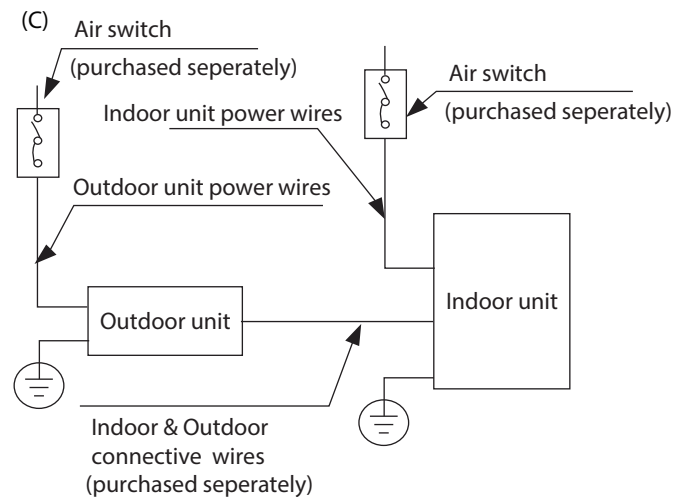 (C)
Air switch
(purchased seperately)
Air switch
(purchased seperately)
Indoor unit power wires
Outdoor unit power wires
Outdoor unit
Indoor unit
Indoor & Outdoor
connective wires
(purchased seperately)